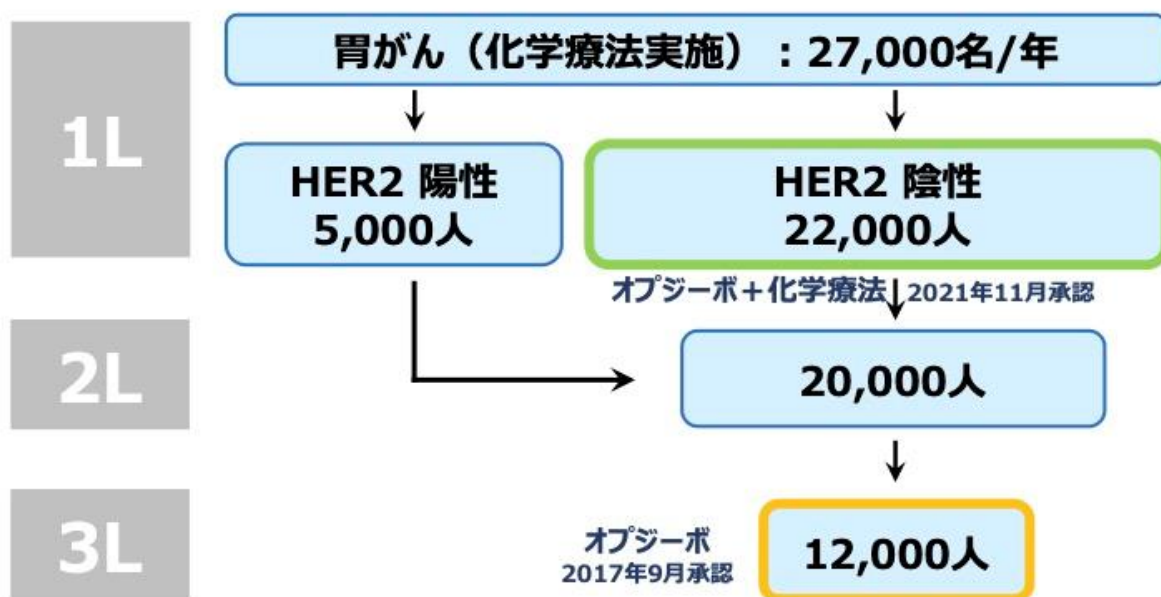 1L
胃がん（化学療法実施）：27,000名/年
HER2 陽性
5,000人
HER2 陰性
22,000人
オプジーボ＋化学療法 2021年11月承認
2L
20,000人
3L
オプジーボ
2017年9月承認
12,000人